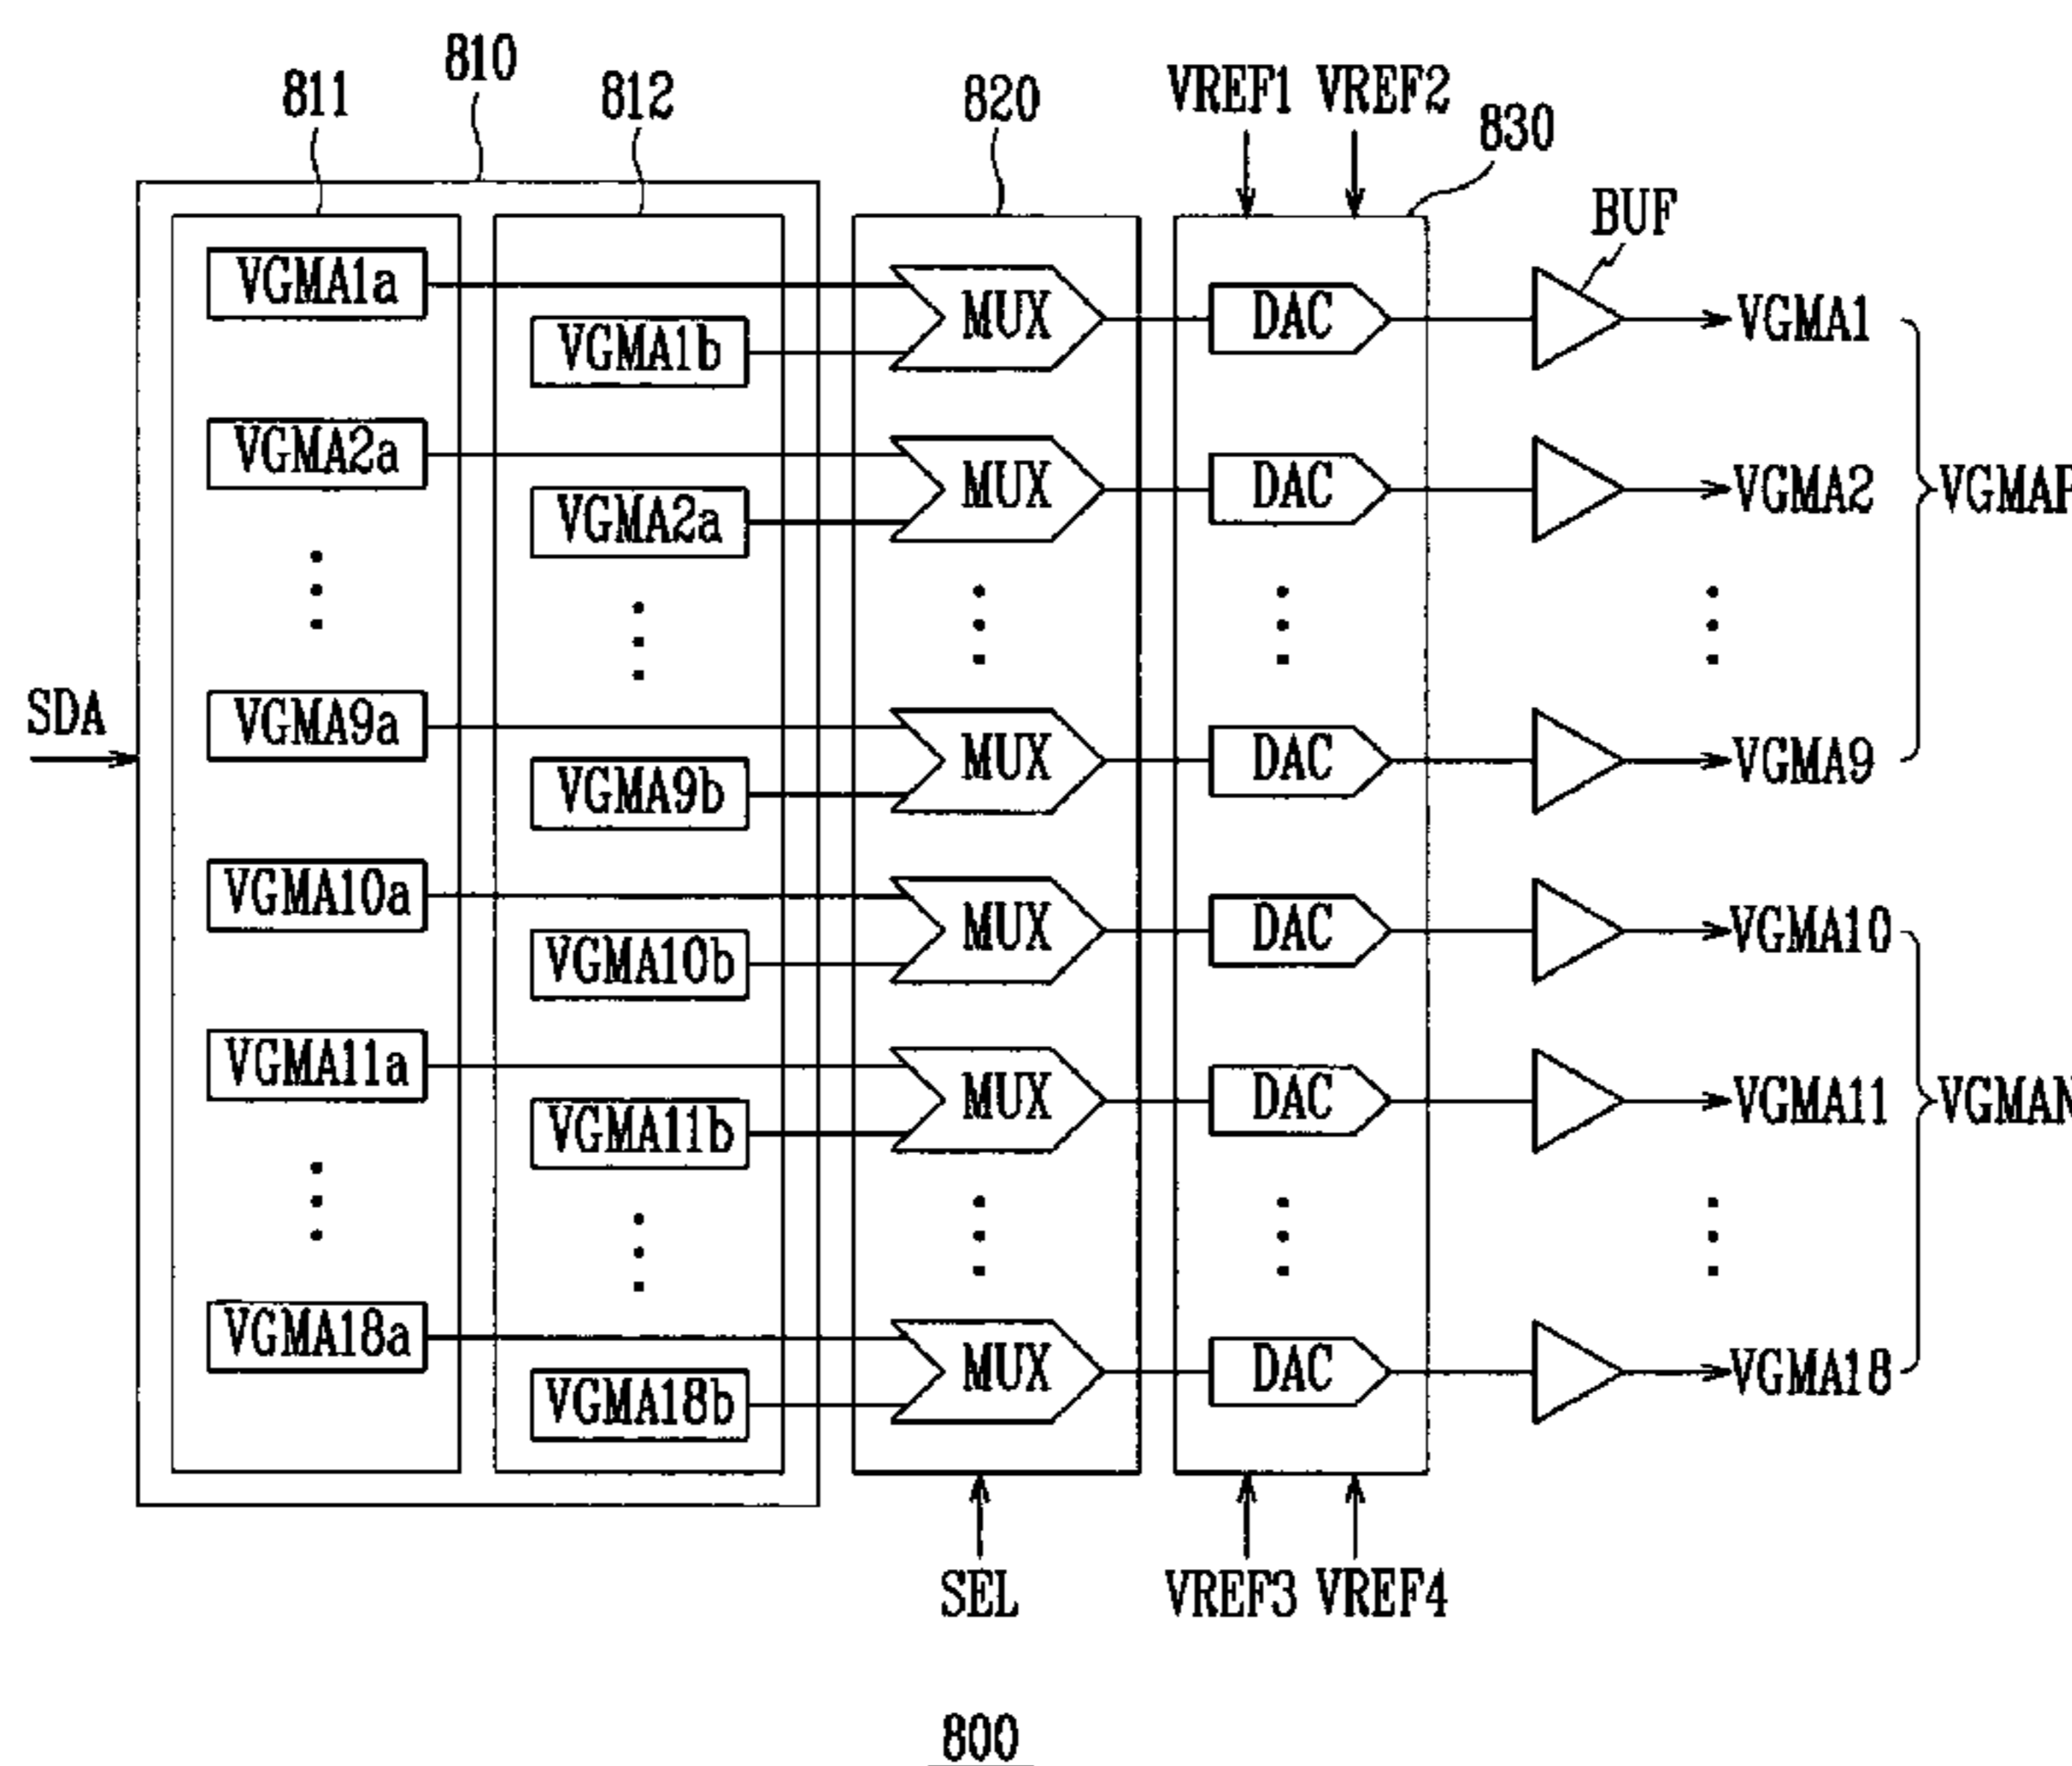 810
811
812
820
VREF1 VREF2
830
BUF
VGMA1a
MUX
DAC
VGMA1
VGMA1b
VGMA2a
MUX
DAC
VGMA2
VGMAP
VGMA2a
SDA
VGMA9a
MUX
DAC
VGMA9
VGMA9b
VGMA10a
MUX
DAC
VGMA10
VGMA10b
VGMA11a
MUX
DAC
VGMA11
VGMAN
VGMA11b
VGMA18a
MUX
DAC
VGMA18
VGMA18b
SEL
VREF3 VREF4
800